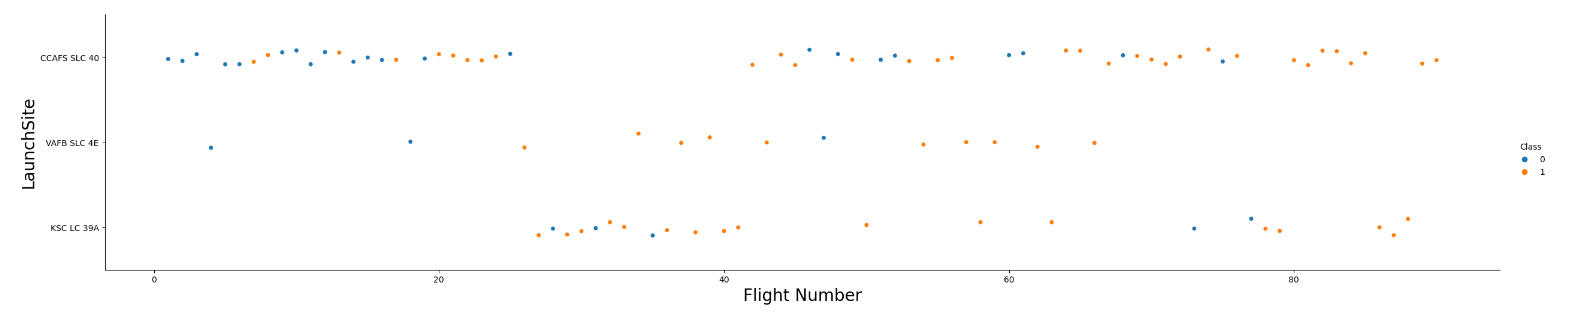 LaunchSite
CCAFS SLC 40
VAFB SLC 4E
KSC LC 39A
0 20 40 60 80
Flight Number
Class
0
1